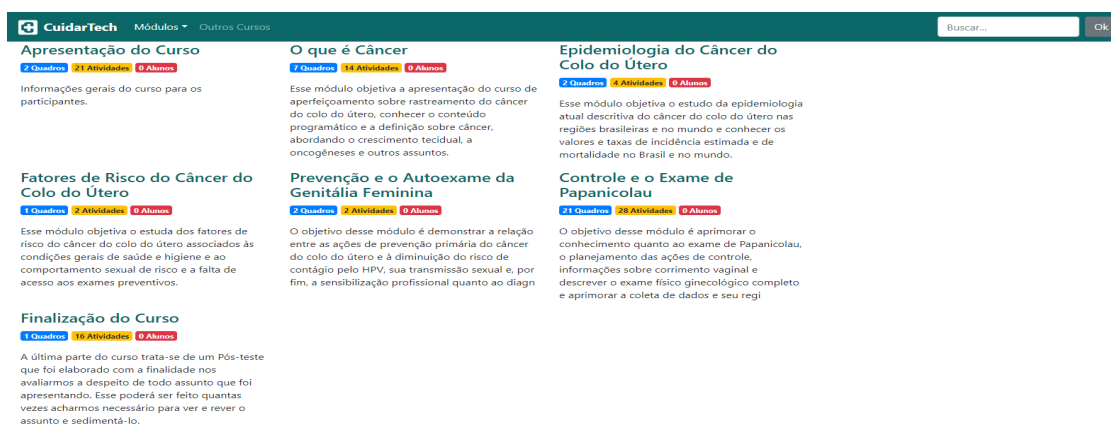 CuidarTech Módulos Outros Cursos Buscar... Ok
Apresentação do Curso
2 Quadros 21 Atividades 0 Alunos
Informações gerais do curso para os
participantes.
O que é Câncer
7 Quadros 14 Atividades 0 Alunos
Esse módulo objetiva a apresentação do curso de
aperfeiçoamento sobre rastreamento do câncer
do colo do útero, conhecer o conteúdo
programático e a definição sobre câncer,
abordando o crescimento tecidual, a
oncogêneses e outros assuntos.
Epidemiologia do Câncer do
Colo do Útero
2 Quadros 4 Atividades 0 Alunos
Esse módulo objetiva o estudo da epidemiologia
atual descritiva do câncer do colo do útero nas
regiões brasileiras e no mundo e conhecer os
valores e taxas de incidência estimada e de
mortalidade no Brasil e no mundo.
Fatores de Risco do Câncer do
Colo do Útero
1 Quadros 2 Atividades 0 Alunos
Esse módulo objetiva o estuda dos fatores de
risco do câncer do colo do útero associados às
condições gerais de saúde e higiene e ao
comportamento sexual de risco e a falta de
acesso aos exames preventivos.
Prevenção e o Autoexame da
Genitália Feminina
2 Quadros 2 Atividades 0 Alunos
O objetivo desse módulo é demonstrar a relação
entre as ações de prevenção primária do câncer
do colo do útero e à diminuição do risco de
contágio pelo HPV, sua transmissão sexual e, por
fim, a sensibilização profissional quanto ao diagn
Controle e o Exame de
Papanicolau
21 Quadros 28 Atividades 0 Alunos
O objetivo desse módulo é aprimorar o
conhecimento quanto ao exame de Papanicolau,
o planejamento das ações de controle,
informações sobre corrimento vaginal e
descrever o exame físico ginecológico completo
e aprimorar a coleta de dados e seu regi
Finalização do Curso
1 Quadros 16 Atividades 0 Alunos
A última parte do curso trata-se de um Pós-teste
que foi elaborado com a finalidade nos
avaliarmos a despeito de todo assunto que foi
apresentando. Esse poderá ser feito quantas
vezes acharmos necessário para ver e rever o
assunto e sedimentá-lo.